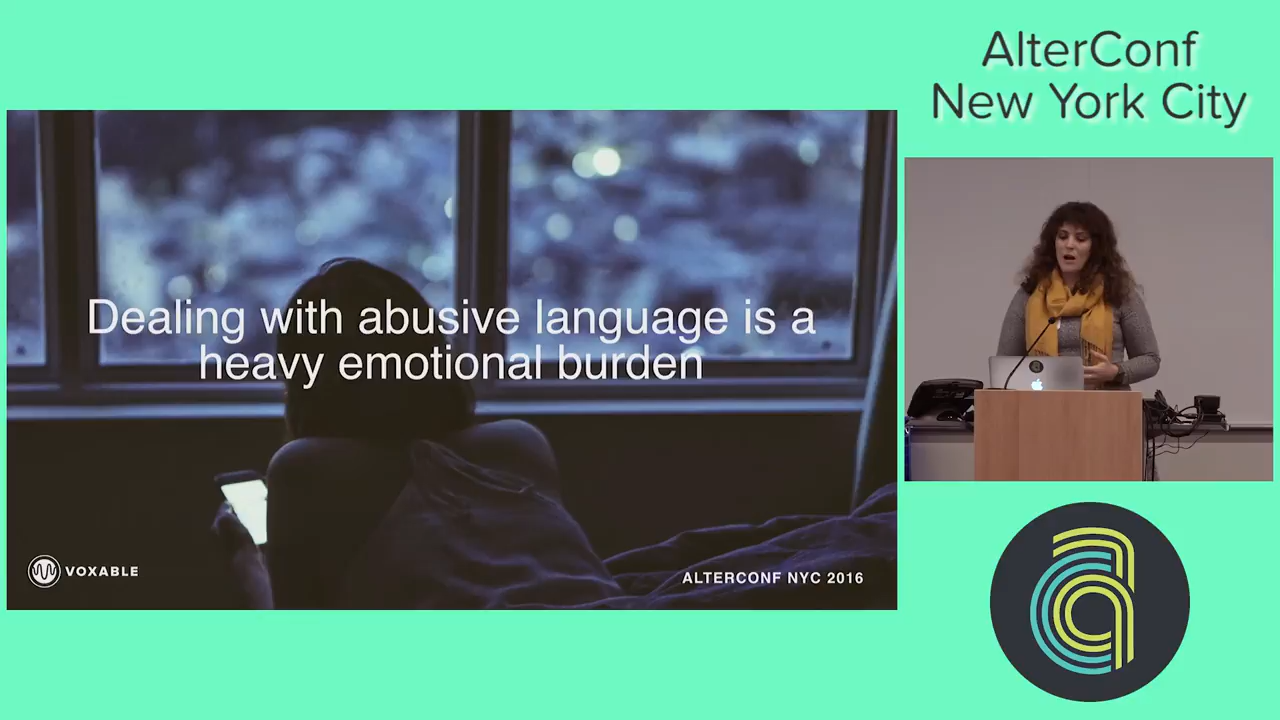 AlterConf
New York City
Dealing with abusive language is a
heavy emotional burden
VOXABLE
ALTERCONF NYC 2016